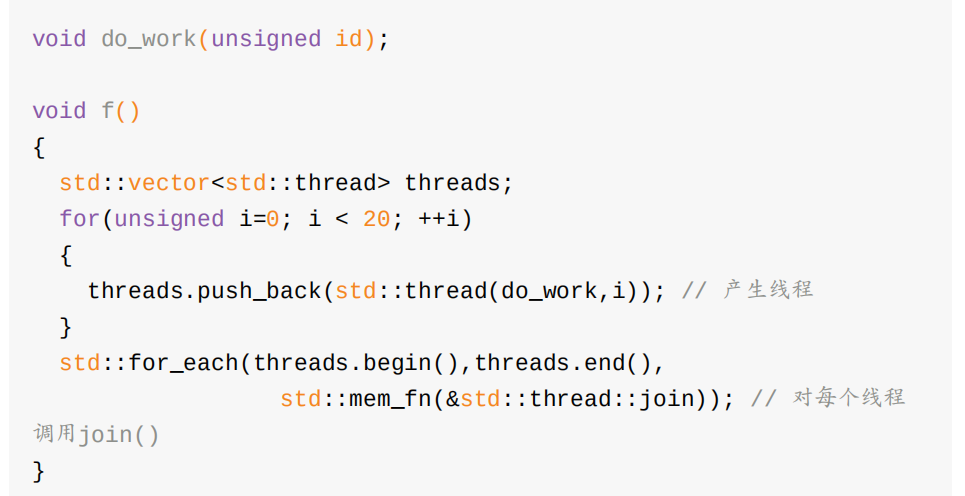 void do_work(unsigned id);
void f()
{
  std::vector<std::thread> threads;
  for(unsigned i=0; i < 20; ++i)
  {
    threads.push_back(std::thread(do_work,i)); // 产生线程
  }
  std::for_each(threads.begin(),threads.end(),
                  std::mem_fn(&std::thread::join)); // 对每个线程
调用join()
}